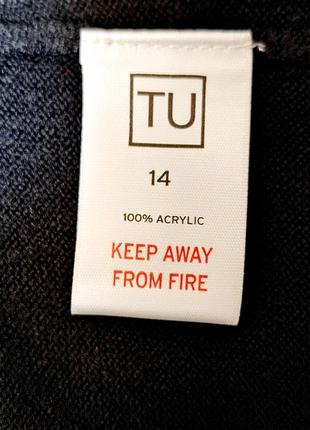 TU
14
100% ACRYLIC
KEEP AWAY
FROM FIRE